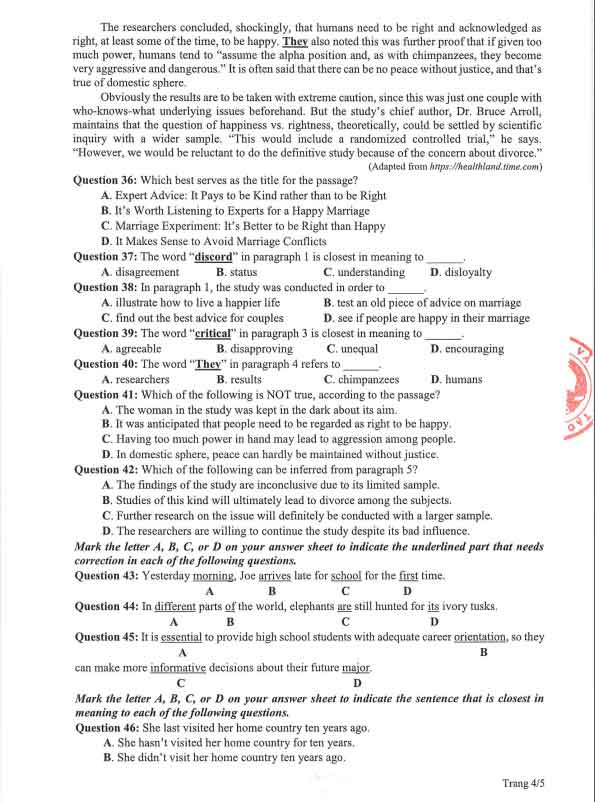 The researchers concluded, shockingly, that humans need to be right and acknowledged as
right, at least some of the time, to be happy. They also noted this was further proof that if given too
much power, humans tend to “assume the alpha position and, as with chimpanzees, they become
very aggressive and dangerous.” It is often said that there can be no peace without justice, and that’s
true of domestic sphere.
Obviously the results are to be taken with extreme caution, since this was just one couple with
who-knows-what underlying issues beforehand. But the study’s chief author, Dr. Bruce Arroll,
maintains that the question of happiness vs. rightness, theoretically, could be settled by scientific
inquiry with a wider sample. “This would include a randomized controlled trial,” he says.
“However, we would be reluctant to do the definitive study because of the concern about divorce.”
(Adapted from https://healthland.time.com)
Question 36: Which best serves as the title for the passage?
A. Expert Advice: It Pays to be Kind rather than to be Right
B. It’s Worth Listening to Experts for a Happy Marriage
C. Marriage Experiment: It’s Better to be Right than Happy
D. It Makes Sense to Avoid Marriage Conflicts
Question 37: The word “discord” in paragraph 1 is closest in meaning to ______.
A. disagreement B. status C. understanding D. disloyalty
Question 38: In paragraph 1, the study was conducted in order to ______.
A. illustrate how to live a happier life B. test an old piece of advice on marriage
C. find out the best advice for couples D. see if people are happy in their marriage
Question 39: The word “critical” in paragraph 3 is closest in meaning to ______.
A. agreeable B. disapproving C. unequal D. encouraging
Question 40: The word “They” in paragraph 4 refers to ______.
A. researchers B. results C. chimpanzees D. humans
Question 41: Which of the following is NOT true, according to the passage?
A. The woman in the study was kept in the dark about its aim.
B. It was anticipated that people need to be regarded as right to be happy.
C. Having too much power in hand may lead to aggression among people.
D. In domestic sphere, peace can hardly be maintained without justice.
Question 42: Which of the following can be inferred from paragraph 5?
A. The findings of the study are inconclusive due to its limited sample.
B. Studies of this kind will ultimately lead to divorce among the subjects.
C. Further research on the issue will definitely be conducted with a larger sample.
D. The researchers are willing to continue the study despite its bad influence.
Mark the letter A, B, C, or D on your answer sheet to indicate the underlined part that needs
correction in each of the following questions.
Question 43: Yesterday morning, Joe arrives late for school for the first time.
A B C D
Question 44: In different parts of the world, elephants are still hunted for its ivory tusks.
A B C D
Question 45: It is essential to provide high school students with adequate career orientation, so they
A B
can make more informative decisions about their future major.
C D
Mark the letter A, B, C, or D on your answer sheet to indicate the sentence that is closest in
meaning to each of the following questions.
Question 46: She last visited her home country ten years ago.
A. She hasn’t visited her home country for ten years.
B. She didn’t visit her home country ten years ago.
Trang 4/5